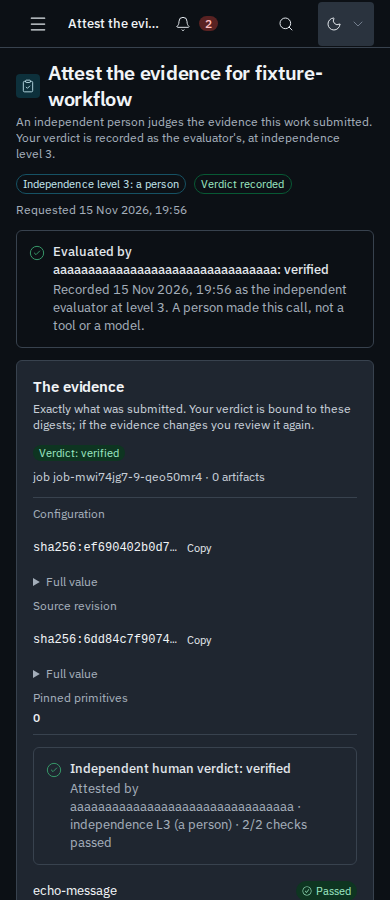 Attest the evi...
2
Attest the evidence for fixture-
workflow
An independent person judges the evidence this work submitted.
Your verdict is recorded as the evaluator's, at independence
level 3.
Independence level 3: a person
Verdict recorded
Requested 15 Nov 2026, 19:56
Evaluated by
aaaaaaaaaaaaaaaaaaaaaaaaaaaaaaaa: verified
Recorded 15 Nov 2026, 19:56 as the independent
evaluator at level 3. A person made this call, not a
tool or a model.
The evidence
Exactly what was submitted. Your verdict is bound to these
digests; if the evidence changes you review it again.
Verdict: verified
job job-mwi74jg7-9-qeo50mr4 · 0 artifacts
Configuration
sha256:ef690402b0d7… Copy
Full value
Source revision
sha256:6dd84c7f9074… Copy
Full value
Pinned primitives
0
Independent human verdict: verified
Attested by
aaaaaaaaaaaaaaaaaaaaaaaaaaaaaaaa ·
independence L3 (a person) · 2/2 checks
passed
echo-message
Passed